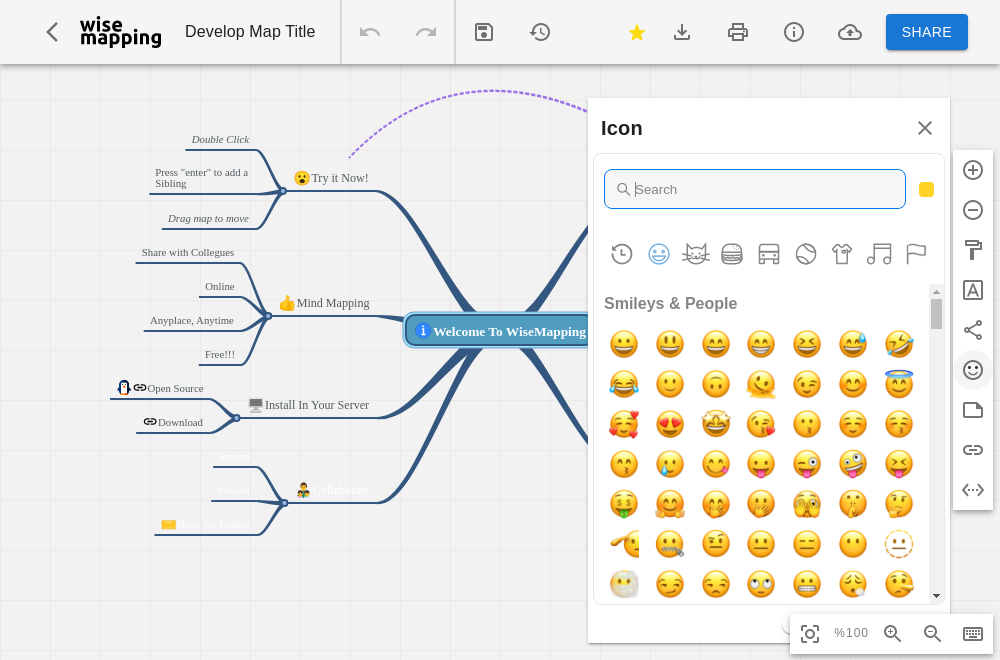 wise
mapping
Develop Map Title
SHARE
Icon
Search
Smileys & People
Double Click
Press "enter" to add a
Sibling
Drag map to move
Try it Now!
Share with Collegues
Online
Anyplace, Anytime
Free!!!
Mind Mapping
Welcome To WiseMapping
Open Source
Download
Install In Your Server
Embed
Publish
Share for Edition
Collaborate
%100